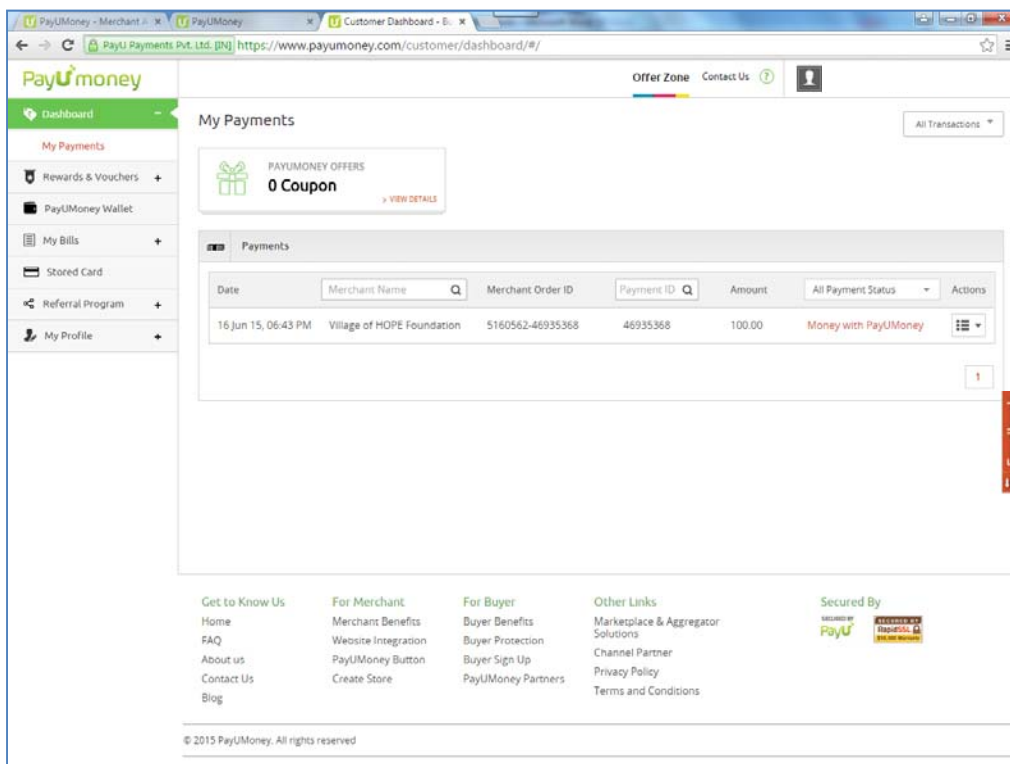 PayUMoney - Merchant
PayUMoney
Customer Dashboard - B
PayU Payments Pvt. Ltd. [IN] https://www.payumoney.com/customer/dashboard/#/
PayUmoney
Offer Zone
Contact Us ?
Dashboard
My Payments
Rewards & Vouchers +
PayUMoney Wallet
My Bills +
Stored Card
Referral Program +
My Profile +
My Payments
All Transactions
PAYUMONEY OFFERS
0 Coupon
> VIEW DETAILS
Payments
Date Merchant Name Merchant Order ID Payment ID Amount All Payment Status Actions
16 Jun 15, 06:43 PM Village of HOPE Foundation 5160562-46935368 46935368 100.00 Money with PayUMoney
1
Get to Know Us
Home
FAQ
About us
Contact Us
Blog
For Merchant
Merchant Benefits
Website Integration
PayUMoney Button
Create Store
For Buyer
Buyer Benefits
Buyer Protection
Buyer Sign Up
PayUMoney Partners
Other Links
Marketplace & Aggregator
Solutions
Channel Partner
Privacy Policy
Terms and Conditions
Secured By
SECURED BY
PayU
SECURED BY
RapidSSL
© 2015 PayUMoney. All rights reserved